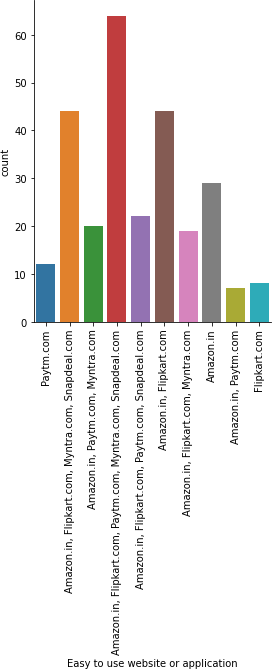 60
50
40
30
20
10
0
count
Paytm.com
Amazon.in, Flipkart.com, Myntra.com, Snapdeal.com
Amazon.in, Paytm.com, Myntra.com
Amazon.in, Flipkart.com, Paytm.com, Myntra.com, Snapdeal.com
Amazon.in, Flipkart.com, Paytm.com, Snapdeal.com
Amazon.in, Flipkart.com
Amazon.in, Flipkart.com, Myntra.com
Amazon.in
Amazon.in, Paytm.com
Flipkart.com
Easy to use website or application